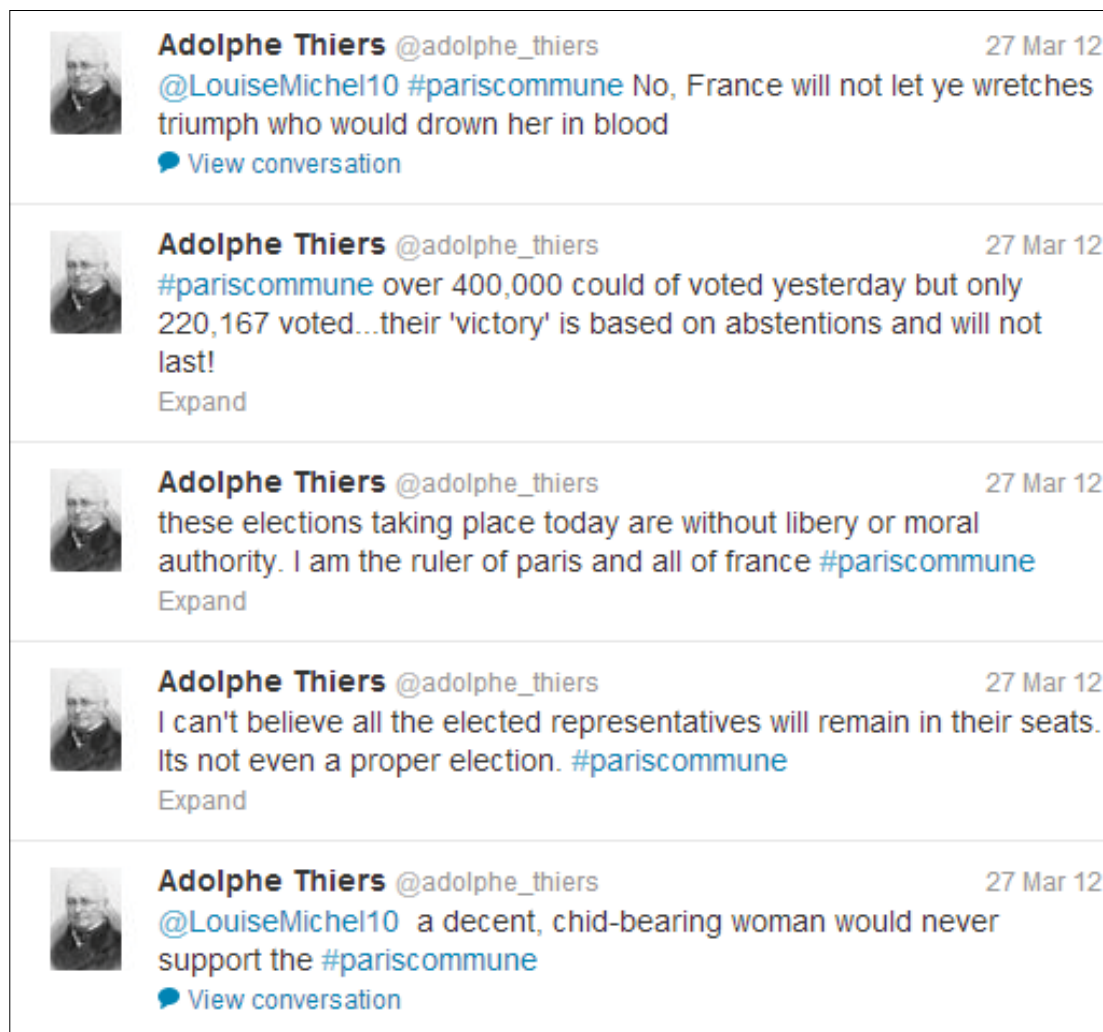 Adolphe Thiers @adolphe_thiers 27 Mar 12
@LouiseMichel10 #pariscommune No, France will not let ye wretches
triumph who would drown her in blood
View conversation
Adolphe Thiers @adolphe_thiers 27 Mar 12
#pariscommune over 400,000 could of voted yesterday but only
220,167 voted...their 'victory' is based on abstentions and will not
last!
Expand
Adolphe Thiers @adolphe_thiers 27 Mar 12
these elections taking place today are without libery or moral
authority. I am the ruler of paris and all of france #pariscommune
Expand
Adolphe Thiers @adolphe_thiers 27 Mar 12
I can't believe all the elected representatives will remain in their seats.
Its not even a proper election. #pariscommune
Expand
Adolphe Thiers @adolphe_thiers 27 Mar 12
@LouiseMichel10 a decent, chid-bearing woman would never
support the #pariscommune
View conversation